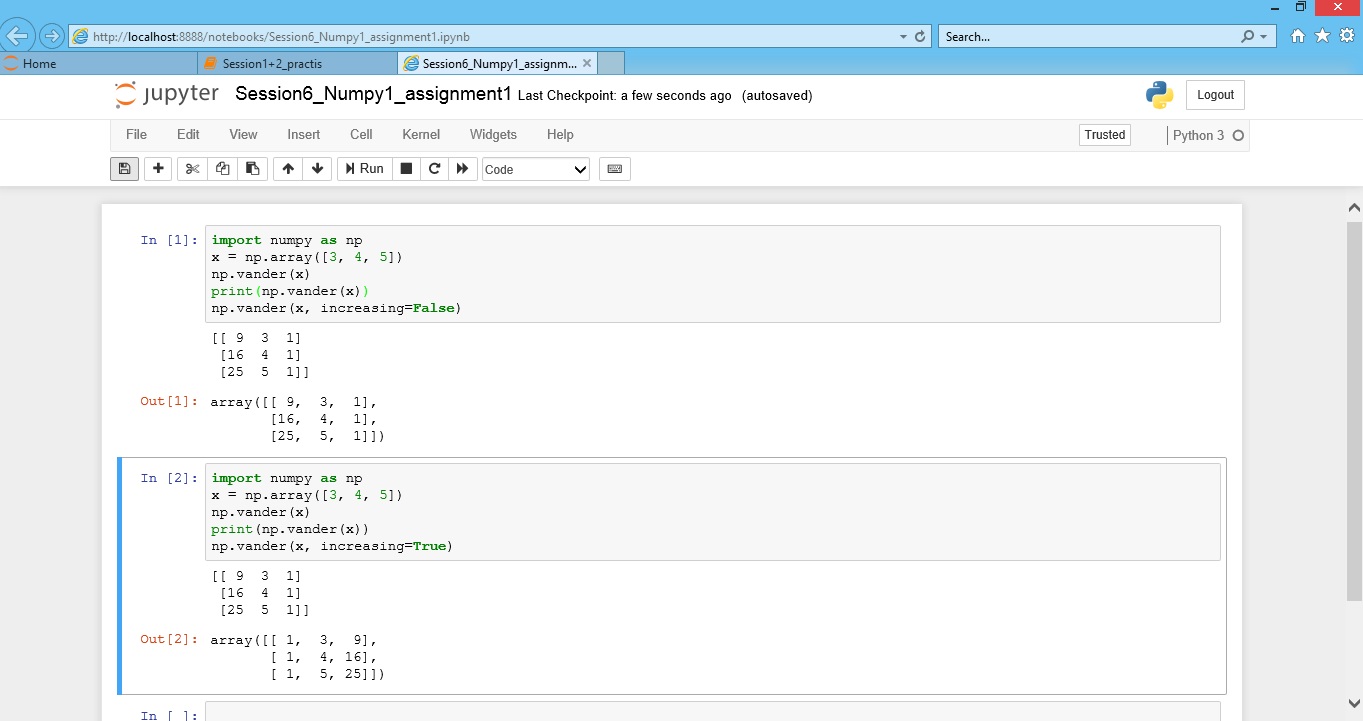 http://localhost:8888/notebooks/Session6_Numpy1_assignment1.ipynb
Search...
Home
Session1+2_practis
Session6_Numpy1_assignm...
jupyter Session6_Numpy1_assignment1 Last Checkpoint: a few seconds ago (autosaved)
Logout
File Edit View Insert Cell Kernel Widgets Help
Trusted
Python 3
Run
Code
In [1]: import numpy as np
x = np.array([3, 4, 5])
np.vander(x)
print(np.vander(x))
np.vander(x, increasing=False)
[[ 9  3  1]
 [16  4  1]
 [25  5  1]]
Out[1]: array([[ 9,  3,  1],
       [16,  4,  1],
       [25,  5,  1]])
In [2]: import numpy as np
x = np.array([3, 4, 5])
np.vander(x)
print(np.vander(x))
np.vander(x, increasing=True)
[[ 9  3  1]
 [16  4  1]
 [25  5  1]]
Out[2]: array([[ 1,  3,  9],
       [ 1,  4, 16],
       [ 1,  5, 25]])
In [ ]: